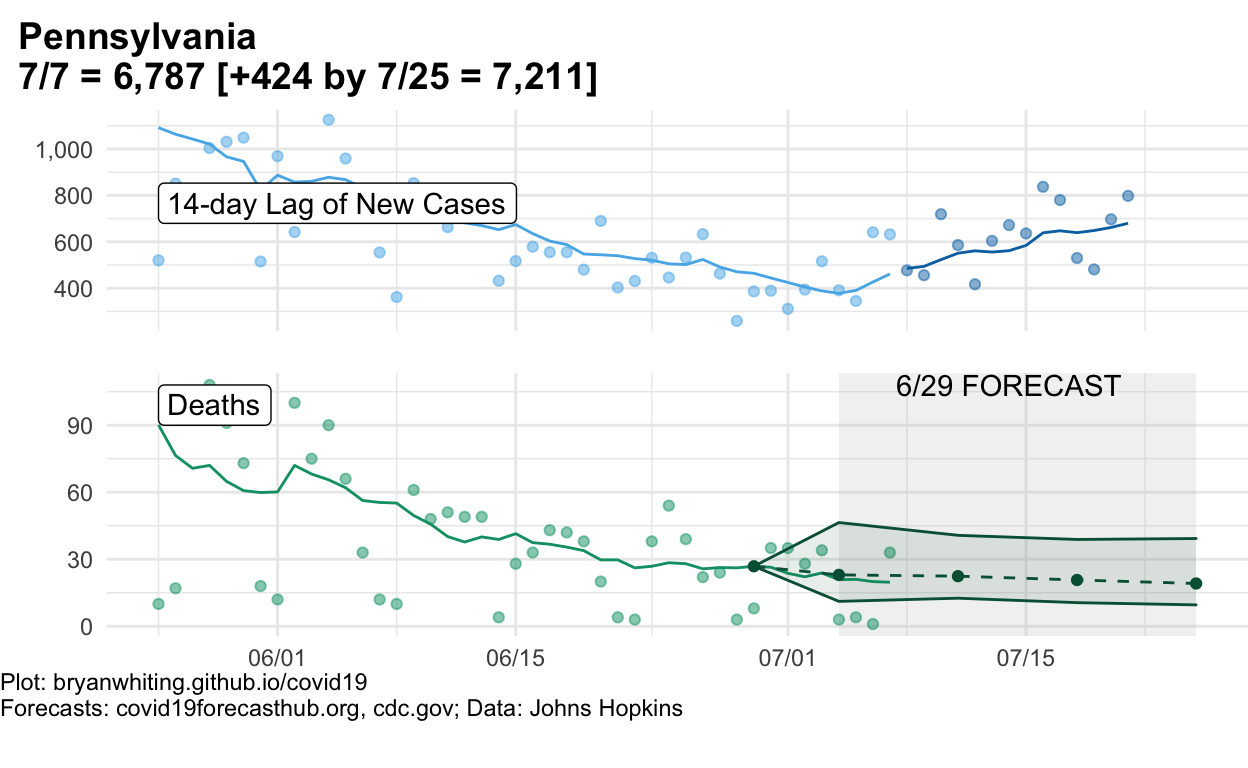 Pennsylvania
7/7 = 6,787 [+424 by 7/25 = 7,211]
1,000
800
600
400
14-day Lag of New Cases
90
60
30
0
Deaths
6/29 FORECAST
06/01
06/15
07/01
07/15
Plot: bryanwhiting.github.io/covid19
Forecasts: covid19forecasthub.org, cdc.gov; Data: Johns Hopkins